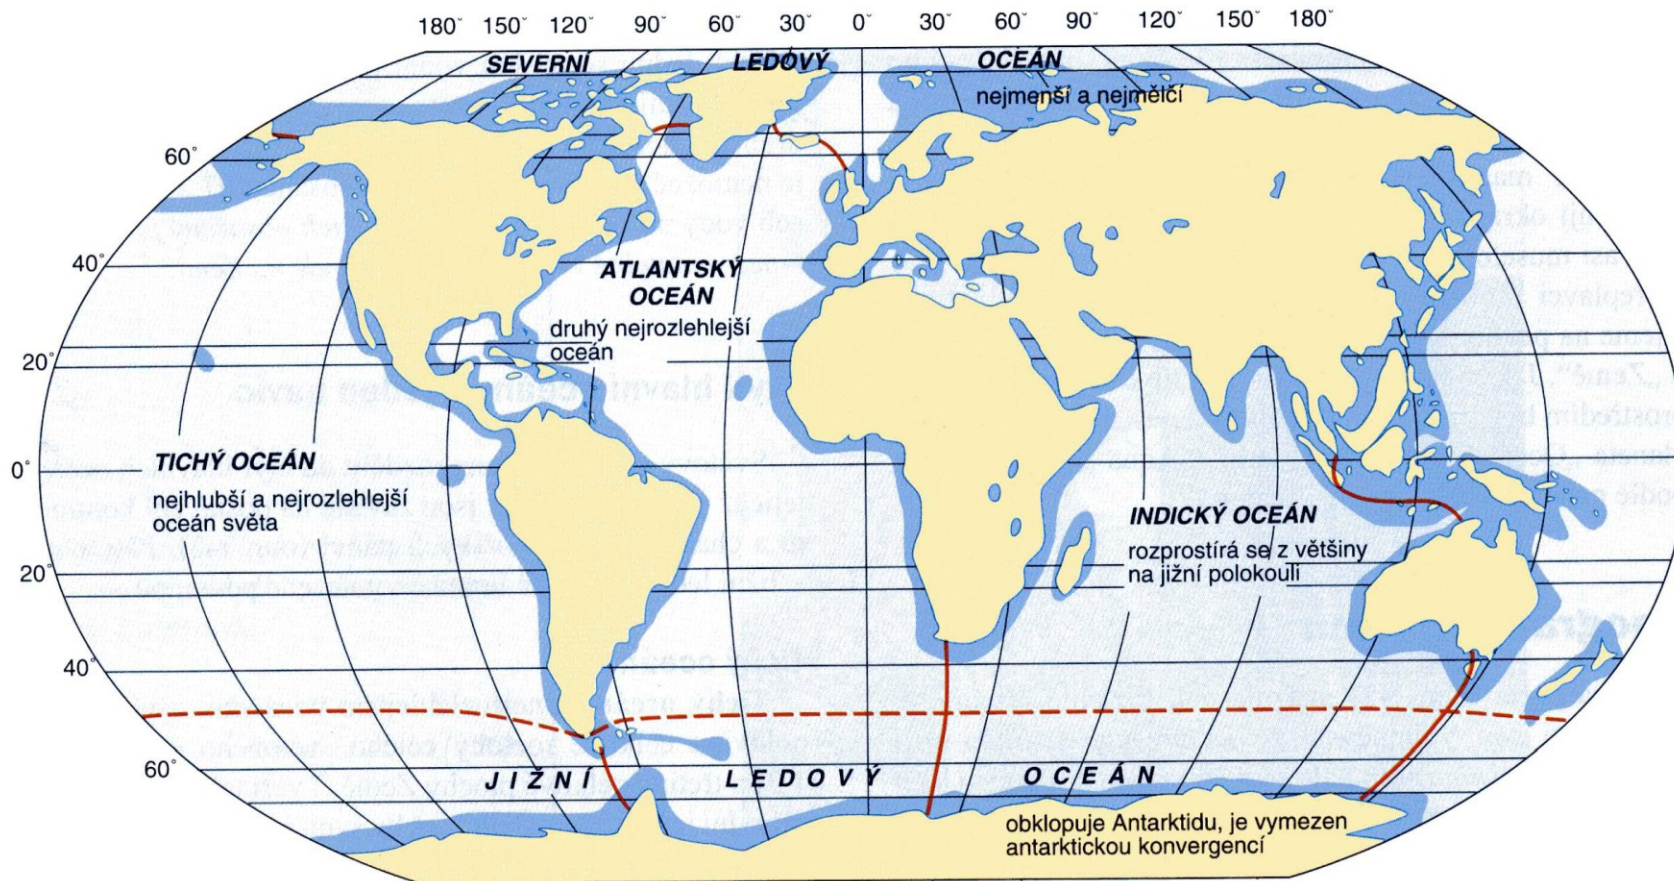 180° 150° 120° 90° 60° 30° 0° 30° 60° 90° 120° 150° 180°
SEVERNÍ LEDOVÝ OCEÁN
nejmenší a nejmělčí
60°
40°
ATLANTSKÝ
OCEÁN
druhý nejrozlehlejší
oceán
20°
TICHÝ OCEÁN
0°
nejhlubší a nejrozlehlejší
oceán světa
INDICKÝ OCEÁN
rozprostírá se z většiny
na jižní polokouli
20°
40°
60°
JIŽNÍ LEDOVÝ OCEÁN
obklopuje Antarktidu, je vymezen
antarktickou konvergencí